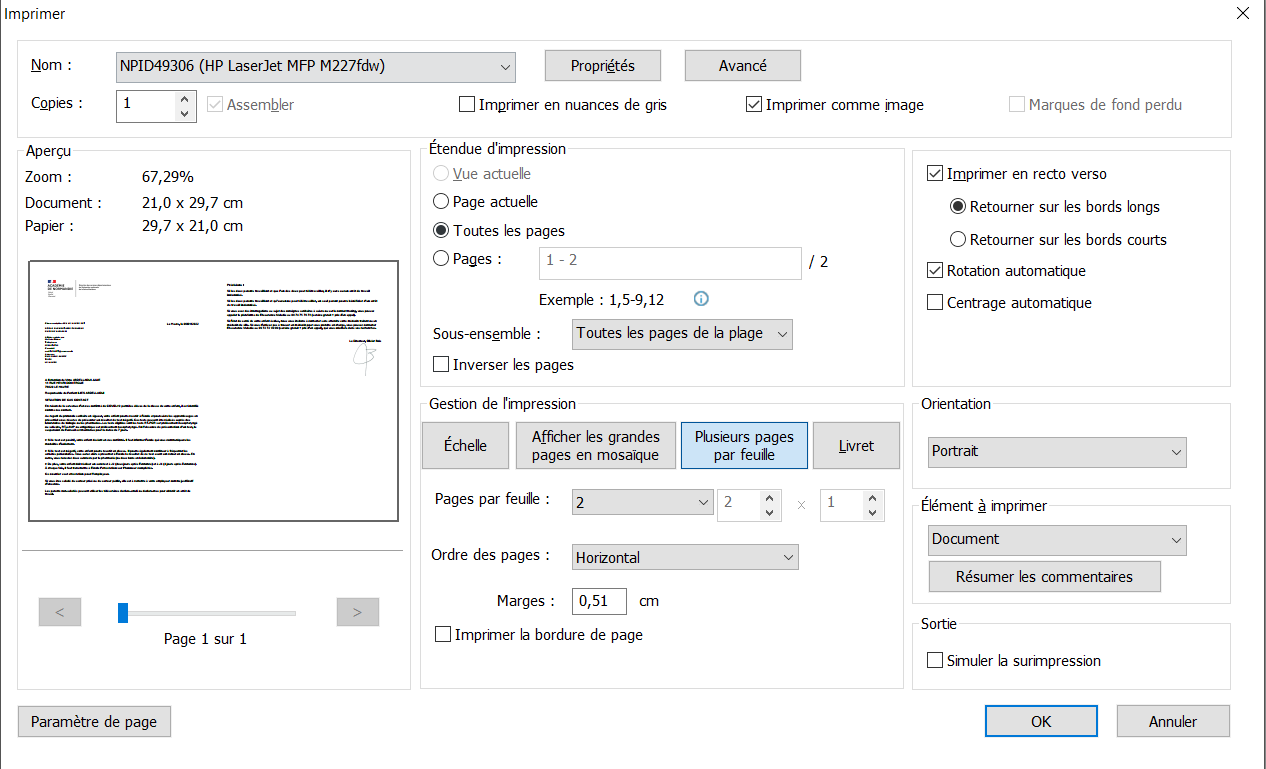 Imprimer
Nom :
NPID49306 (HP LaserJet MFP M227fdw)
Propriétés
Avancé
Copies :
1
Assembler
Imprimer en nuances de gris
Imprimer comme image
Marques de fond perdu
Aperçu
Zoom :
67,29%
Document :
21,0 x 29,7 cm
Papier :
29,7 x 21,0 cm
<
>
Page 1 sur 1
Étendue d'impression
Vue actuelle
Page actuelle
Toutes les pages
Pages :
1 - 2
/ 2
Exemple : 1,5-9,12
Sous-ensemble :
Toutes les pages de la plage
Inverser les pages
Gestion de l'impression
Échelle
Afficher les grandes
pages en mosaïque
Plusieurs pages
par feuille
Livret
Pages par feuille :
2
2
x
1
Ordre des pages :
Horizontal
Marges :
0,51
cm
Imprimer la bordure de page
Imprimer en recto verso
Retourner sur les bords longs
Retourner sur les bords courts
Rotation automatique
Centrage automatique
Orientation
Portrait
Élément à imprimer
Document
Résumer les commentaires
Sortie
Simuler la surimpression
Paramètre de page
OK
Annuler